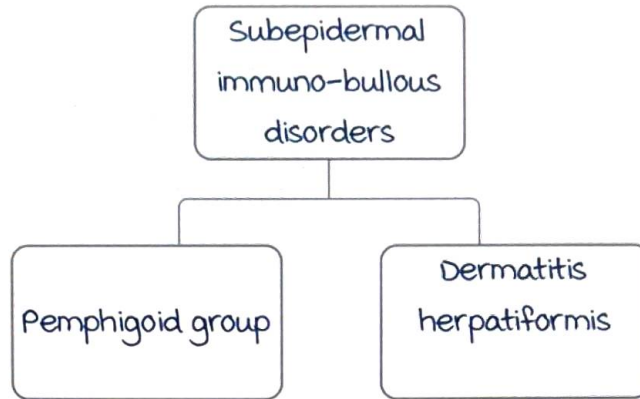 Subepidermal
immuno-bullous
disorders
Pemphigoid group
Dermatitis
herpatiformis